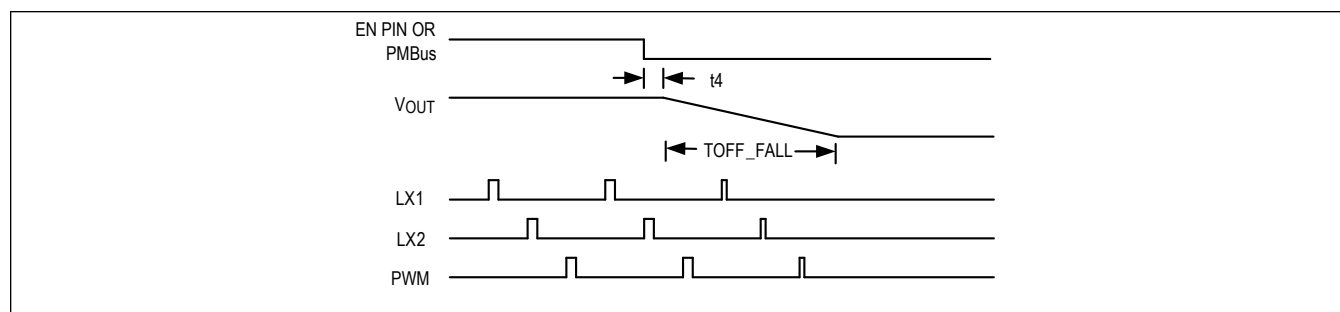 EN PIN OR
PMBus
t4
VOUT
TOFF_FALL
LX1
LX2
PWM